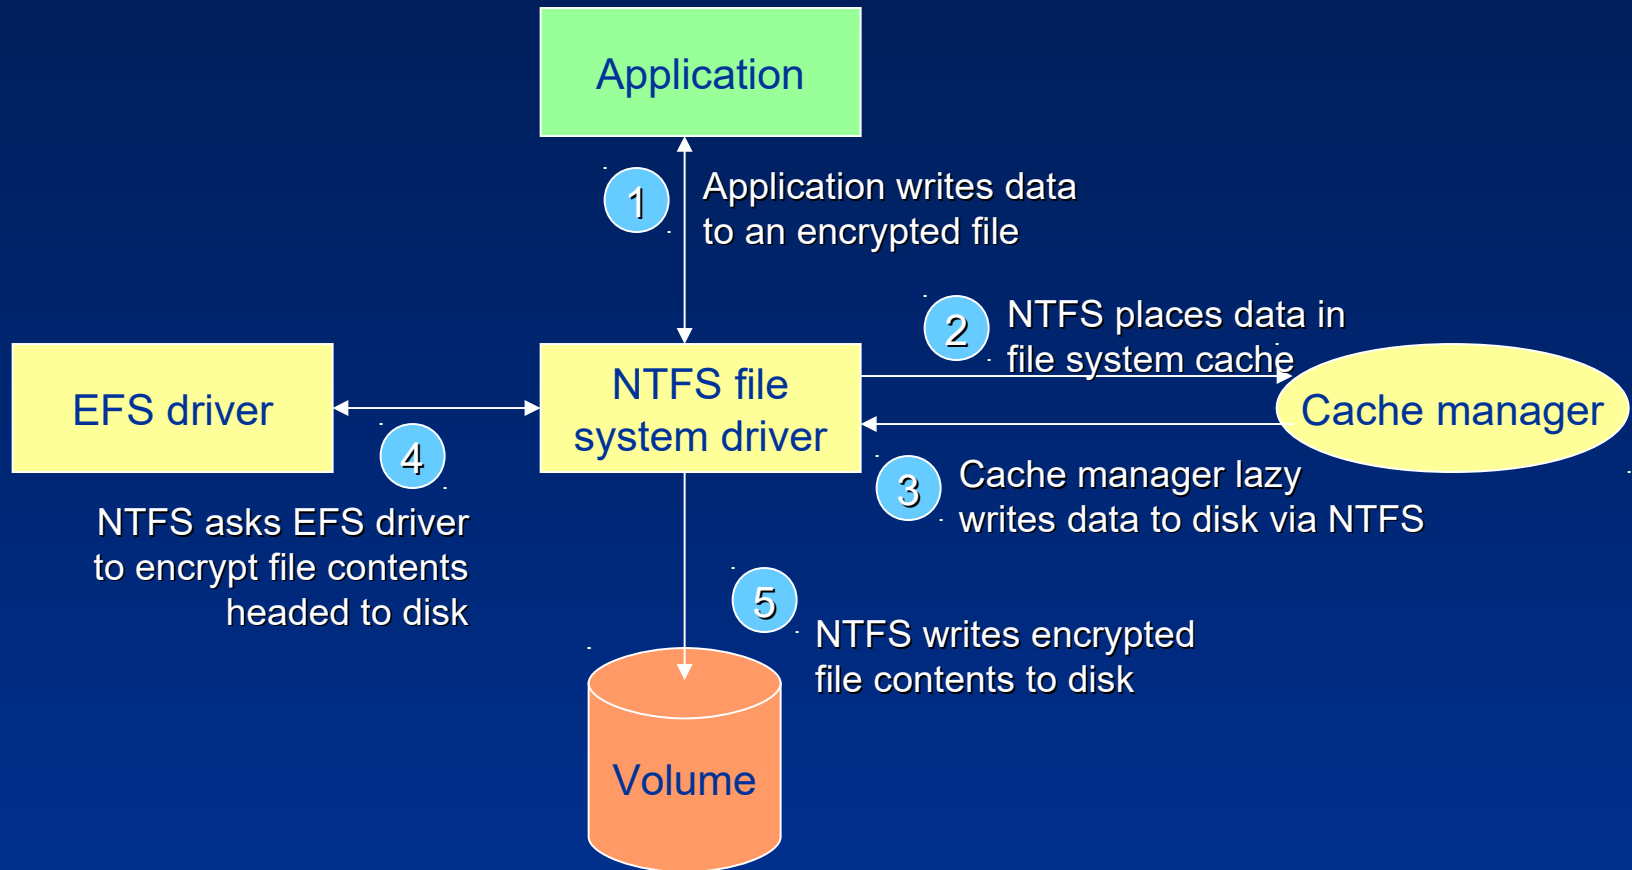 Application
1
Application writes data
to an encrypted file
2
NTFS places data in
file system cache
EFS driver
NTFS file
system driver
Cache manager
4
3
Cache manager lazy
writes data to disk via NTFS
NTFS asks EFS driver
to encrypt file contents
headed to disk
5
NTFS writes encrypted
file contents to disk
Volume